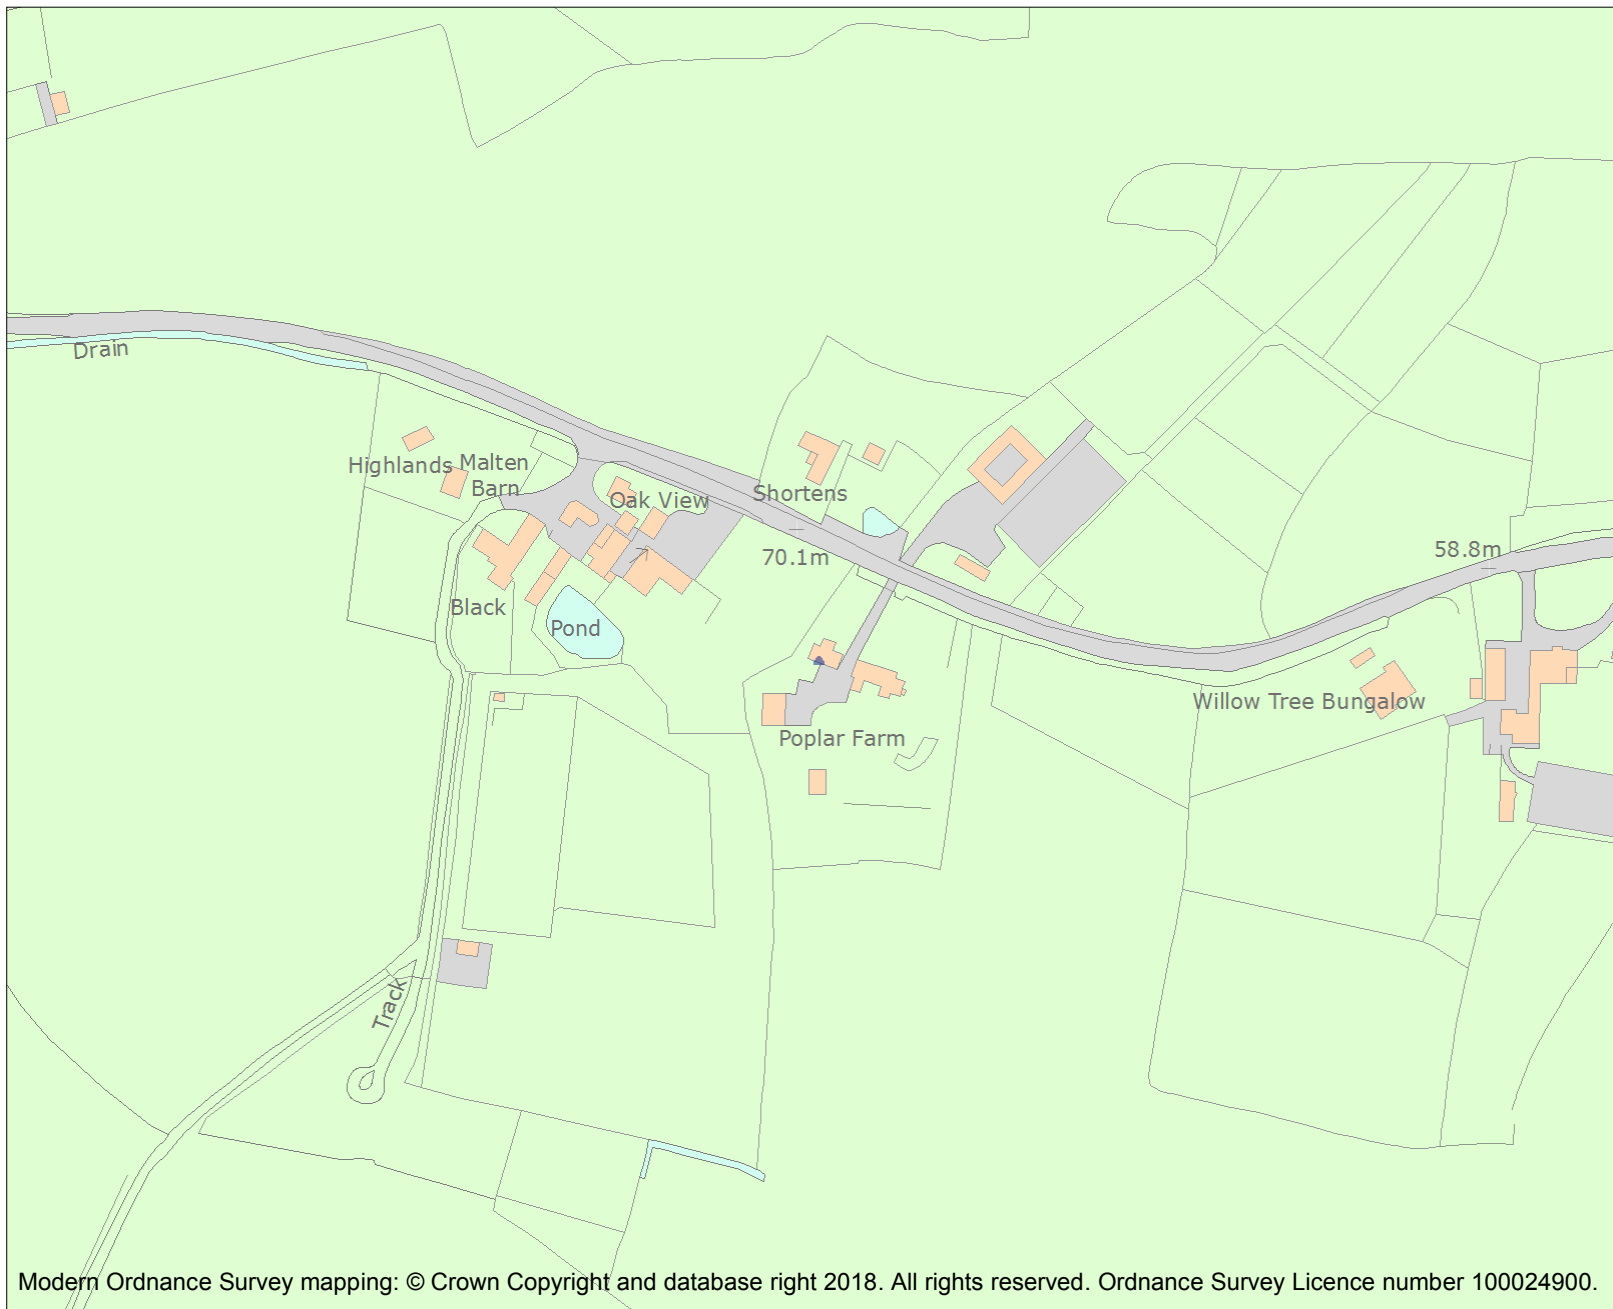 Drain
Highlands
Malten
Barn
Oak View
Shortens
70.1m
58.8m
Black
Pond
Willow Tree Bungalow
Poplar Farm
Track
Modern Ordnance Survey mapping: © Crown Copyright and database right 2018. All rights reserved. Ordnance Survey Licence number 100024900.